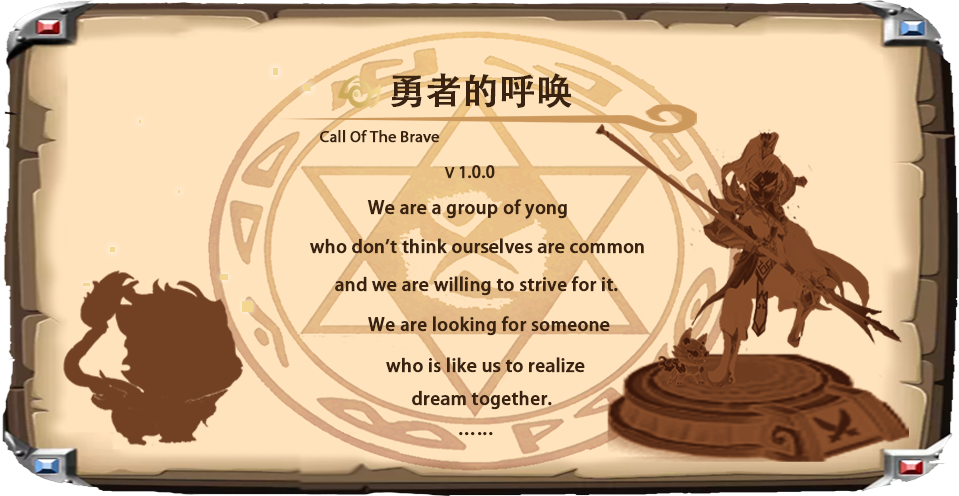 勇者的呼唤
Call Of The Brave
V 1.0.0
We are a group of yong
who don't think ourselves are common
and we are willing to strive for it.
We are looking for someone
who is like us to realize
dream together.
......